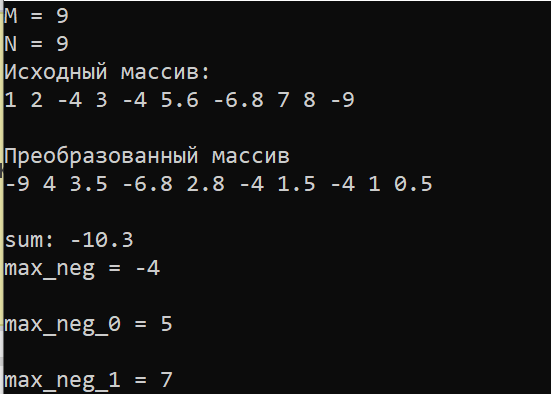 M = 9
N = 9
Исходный массив:
1 2 -4 3 -4 5.6 -6.8 7 8 -9
Преобразованный массив
-9 4 3.5 -6.8 2.8 -4 1.5 -4 1 0.5
sum: -10.3
max_neg = -4
max_neg_0 = 5
max_neg_1 = 7